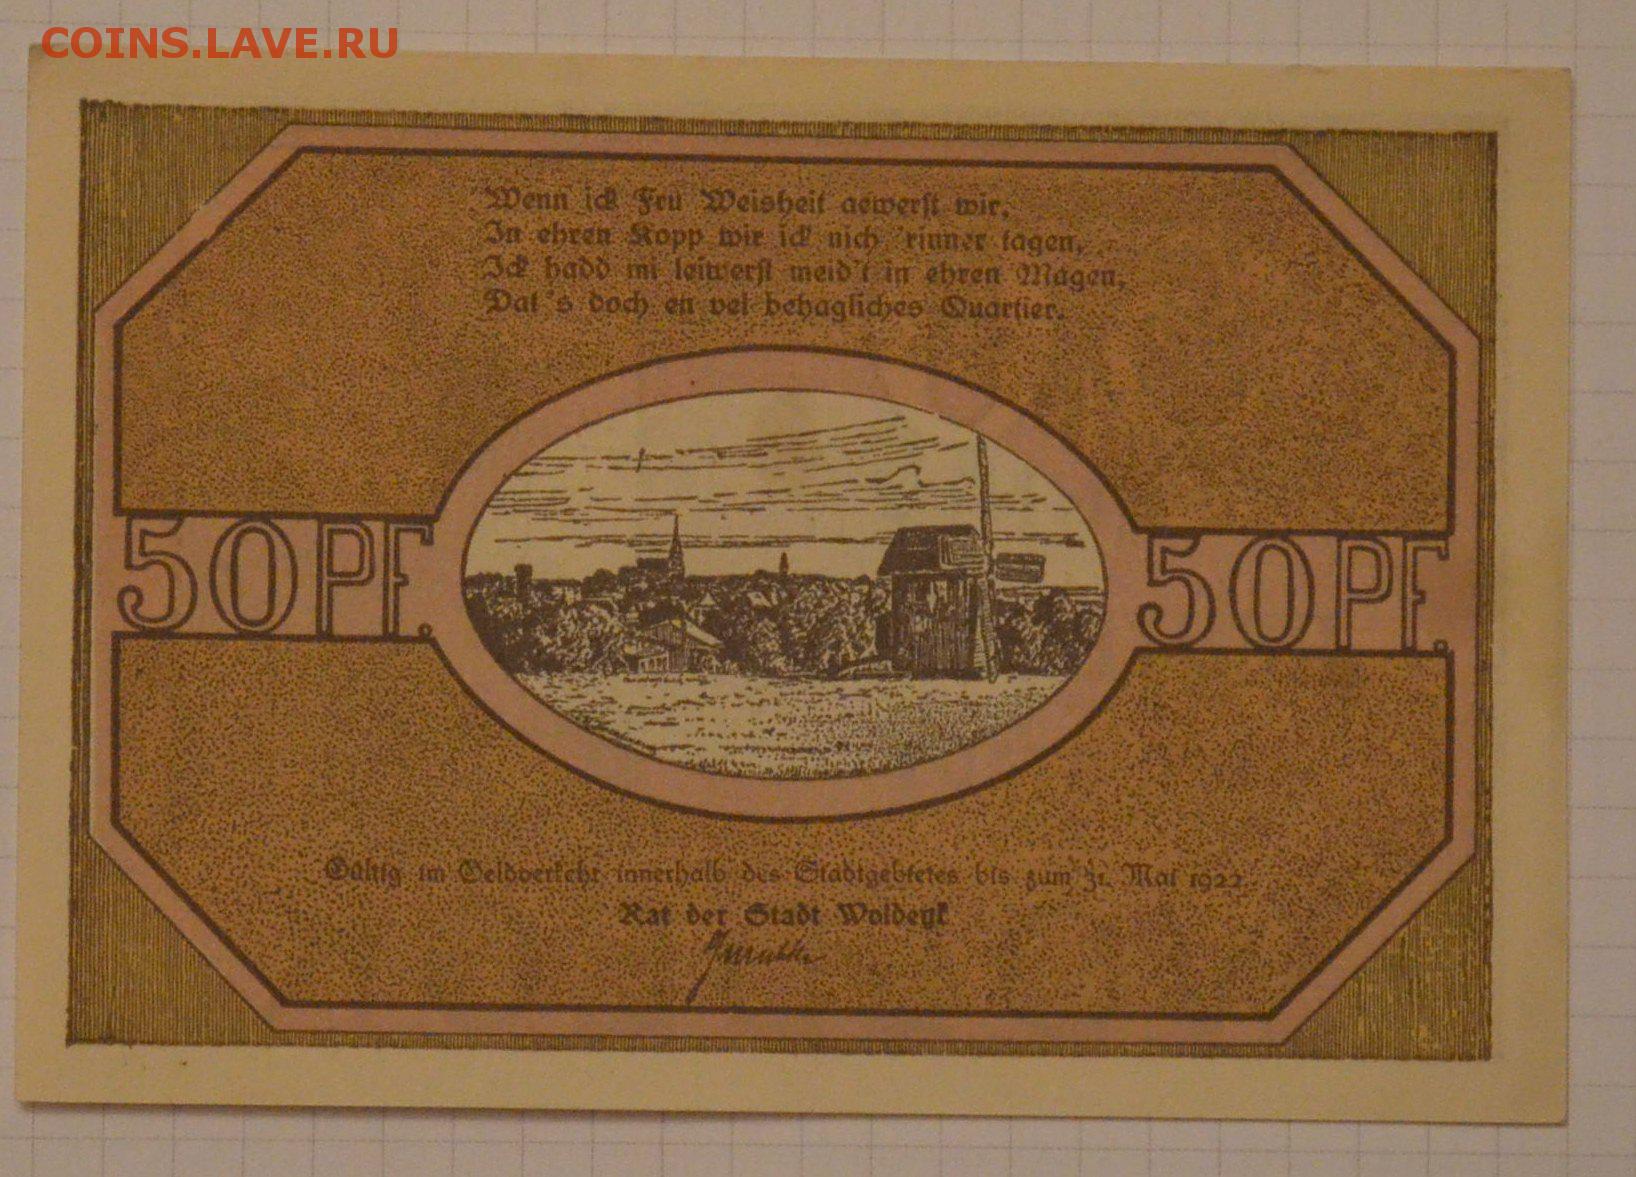 COINS.LAVE.RU
Wenn ick Fru Weisheit aewerst wir,
In ehren Kopp wir ick nich 'rinner tagen,
Ick hadd mi leiwerst meid't in ehren Magen,
Dat's doch en vel behagliches Quartier.
50 PF. 50 PF.
Gültig im Geldverkehr innerhalb des Stadtgebietes bis zum 31. Mai 1922.
Rat der Stadt Woldegk